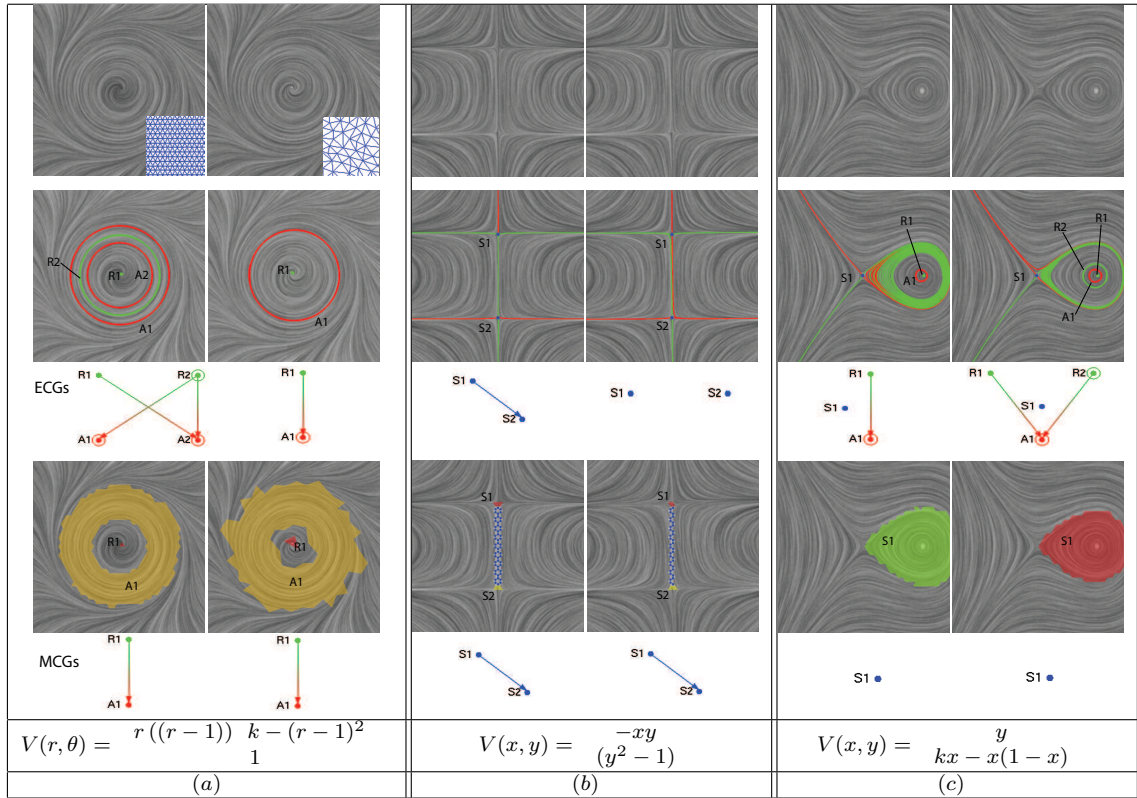 R2
R1
A2
A1
R1
A1
S1
S2
S1
S2
R1
S1
A1
R1
R2
S1
A1
ECGs
R1
R2
A1
A2
R1
A1
S1
S2
S1
S2
R1
S1
A1
R1
R2
S1
A1
R1
A1
R1
A1
S1
S2
S1
S2
S1
S1
MCGs
R1
A1
R1
A1
S1
S2
S1
S2
S1
S1
V(r, θ) = r ((r − 1)) k − (r − 1)²
1
V(x, y) = −xy
(y² − 1)
V(x, y) = y
kx − x(1 − x)
(a)
(b)
(c)